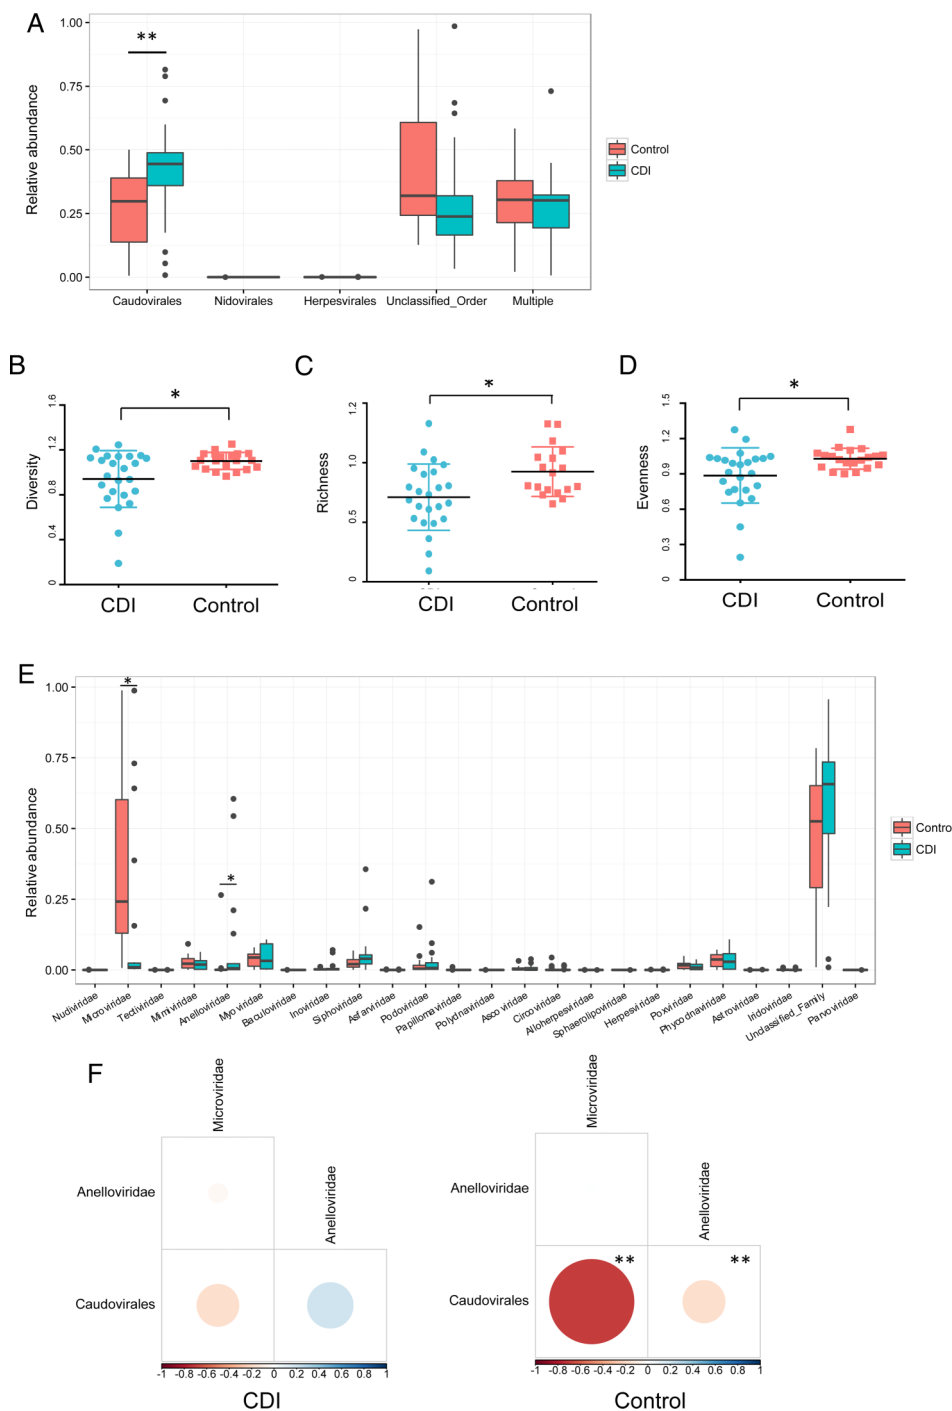 A
1.00
**
0.75
0.50
0.25
0.00
Relative abundance
Control
CDI
Caudovirales Nidovirales Herpesvirales Unclassified_Order Multiple
B
*
1.6
1.2
0.8
0.4
0
Diversity
CDI Control
C
*
1.2
1.0
0.5
0
Richness
CDI Control
D
*
1.5
1.2
0.9
0.6
0.3
0
Evenness
CDI Control
E
1.00
*
0.75
0.50
0.25
*
0.00
Relative abundance
Contro
CDI
Nudiviridae Microviridae Tectiviridae Mimiviridae Anelloviridae Myoviridae Baculoviridae Inoviridae Siphoviridae Asfarviridae Podoviridae Papillomaviridae Polydnaviridae Ascoviridae Circoviridae Alloherpesviridae Sphaerolipoviridae Herpesviridae Poxviridae Phycodnaviridae Astroviridae Iridoviridae Unclassified_Family Parvoviridae
F
Microviridae
Anelloviridae
Anelloviridae
Caudovirales
-1 -0.8 -0.6 -0.4 -0.2 0 0.2 0.4 0.6 0.8 1
CDI
Microviridae
Anelloviridae
Anelloviridae
** **
Caudovirales
-1 -0.8 -0.6 -0.4 -0.2 0 0.2 0.4 0.6 0.8 1
Control